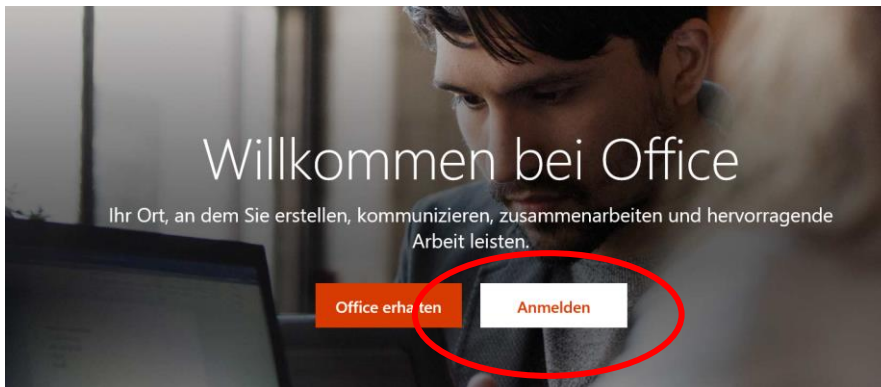 Willkommen bei Office
Ihr Ort, an dem Sie erstellen, kommunizieren, zusammenarbeiten und hervorragende
Arbeit leisten.
Office erhalten Anmelden